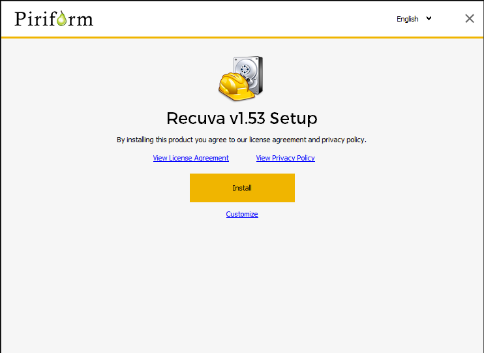 Piriform
English
Recuva v1.53 Setup
By installing this product you agree to our license agreement and privacy policy.
View License Agreement View Privacy Policy
Install
Customize